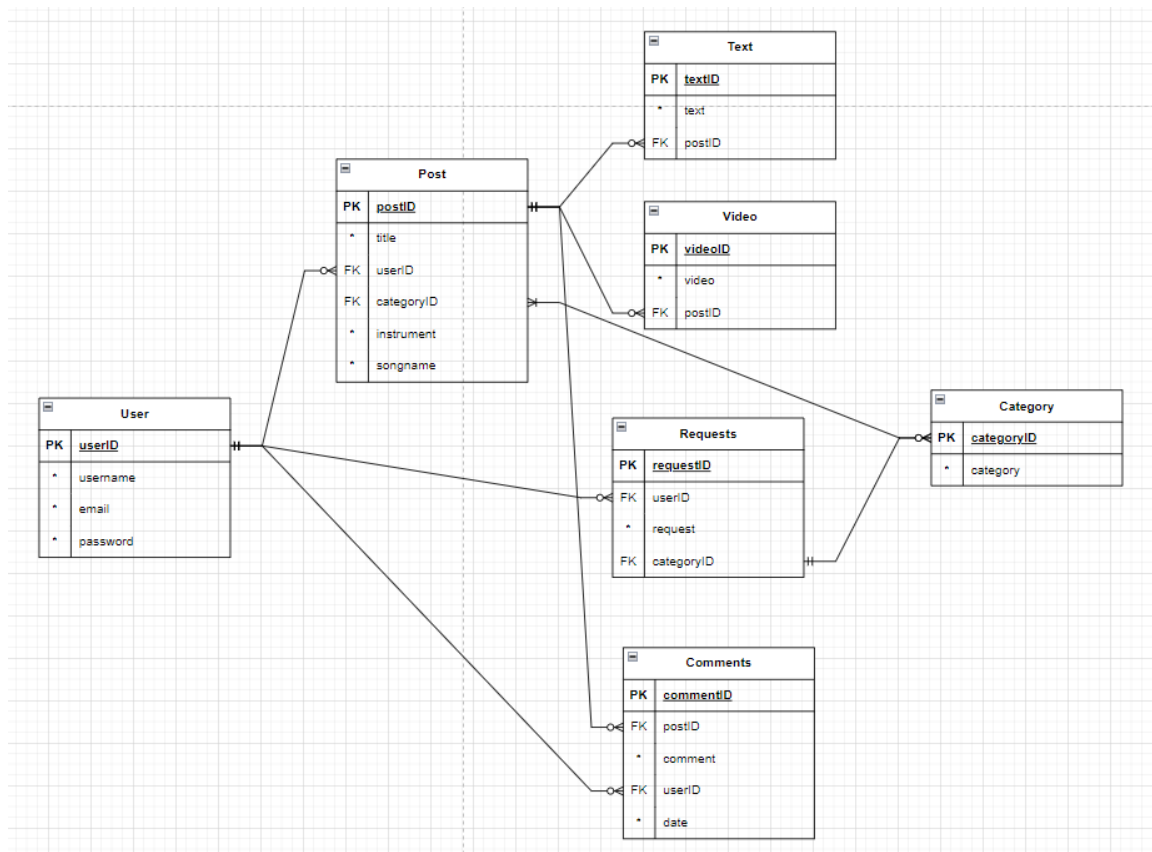 Text
PK textID
* text
FK postID
Post
PK postID
* title
FK userID
FK categoryID
* instrument
* songname
Video
PK videoID
* video
FK postID
User
PK userID
* username
* email
* password
Requests
PK requestID
FK userID
* request
FK categoryID
Category
PK categoryID
* category
Comments
PK commentID
FK postID
* comment
FK userID
* date